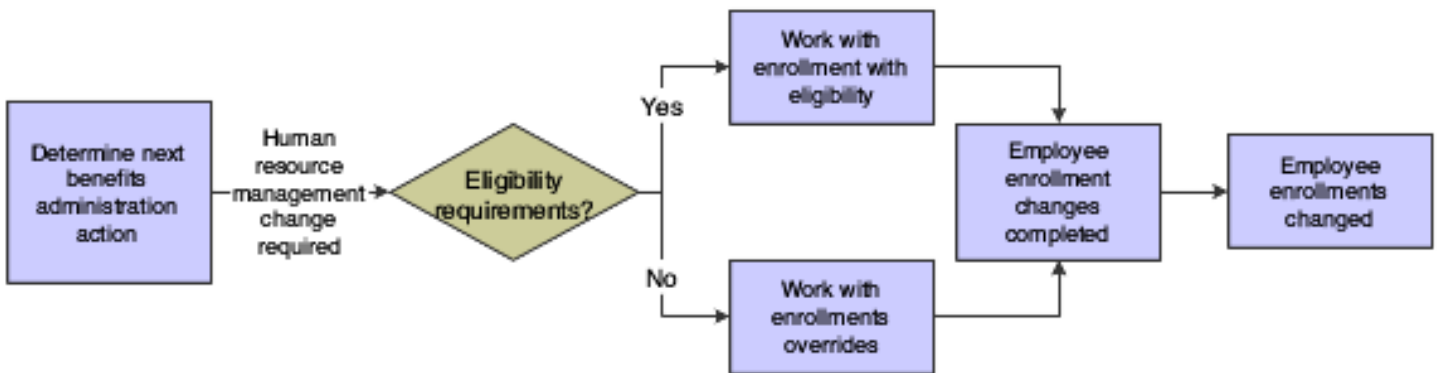 Determine next
benefits
administration
action
Human
resource
management
change
required
Eligibility
requirements?
Yes
No
Work with
enrollment with
eligibility
Work with
enrollments
overrides
Employee
enrollment
changes
completed
Employee
enrollments
changed